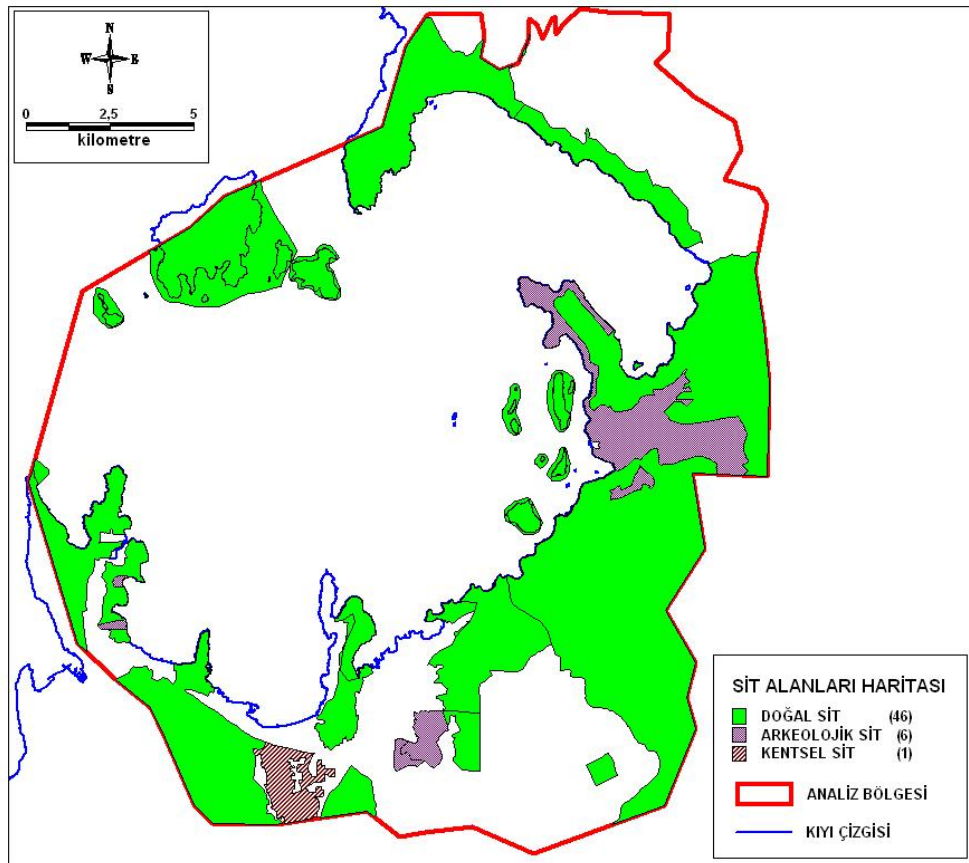 N
W E
S
0 2,5 5
kilometre
SİT ALANLARI HARİTASI
DOĞAL SİT (46)
ARKEOLOJİK SİT (6)
KENTSEL SİT (1)
ANALİZ BÖLGESİ
KIYI ÇİZGİSİ